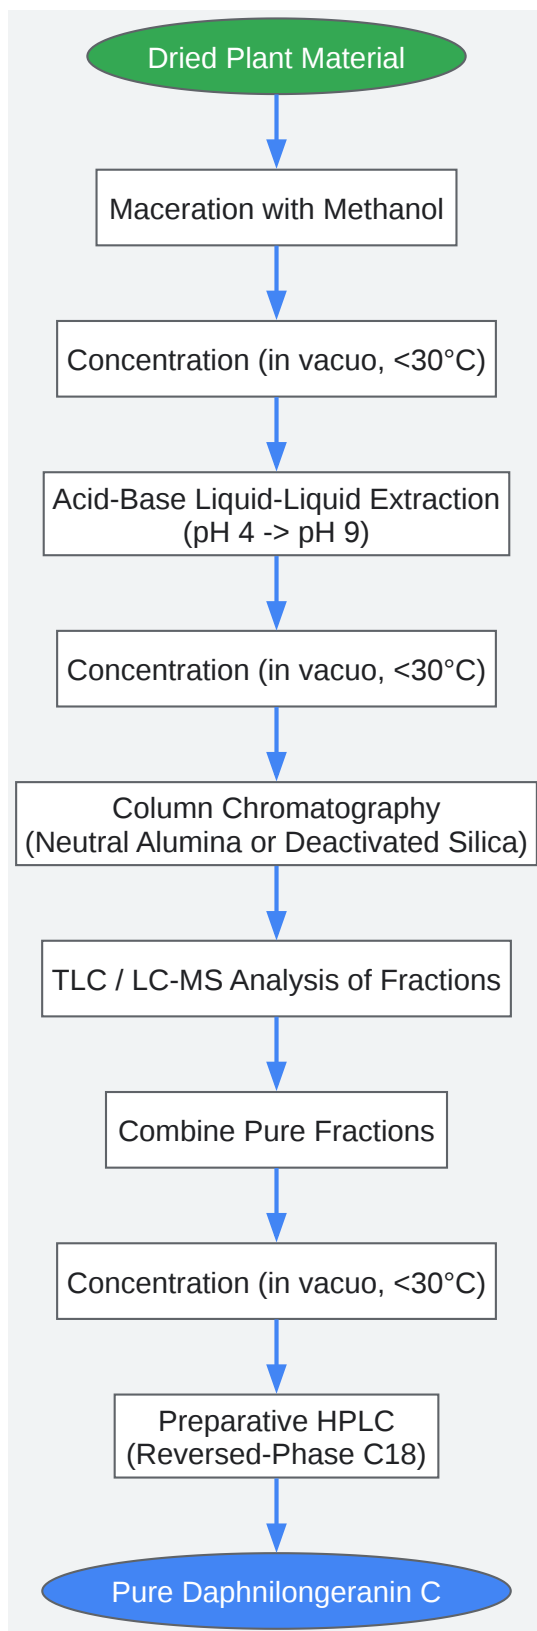 Dried Plant Material
Maceration with Methanol
Concentration (in vacuo, <30°C)
Acid-Base Liquid-Liquid Extraction
(pH 4 -> pH 9)
Concentration (in vacuo, <30°C)
Column Chromatography
(Neutral Alumina or Deactivated Silica)
TLC / LC-MS Analysis of Fractions
Combine Pure Fractions
Concentration (in vacuo, <30°C)
Preparative HPLC
(Reversed-Phase C18)
Pure Daphnilongeranin C